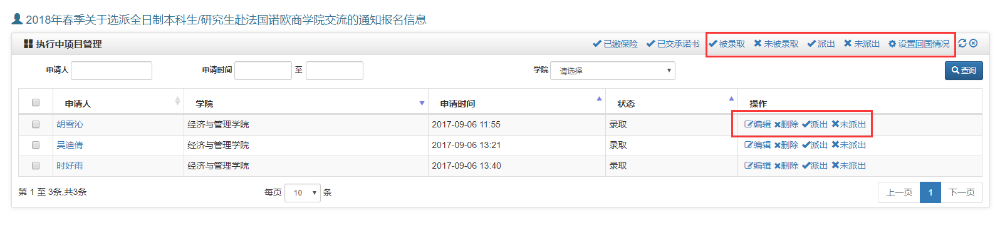 2018年春季关于选派全日制本科生/研究生赴法国诺欧商学院交流的通知报名信息
执行中项目管理 已缴保险 已交承诺书 被录取 未被录取 派出 未派出 设置回国情况
申请人 申请时间 至 学院 请选择 查询
申请人 学院 申请时间 状态 操作
胡雪沁 经济与管理学院 2017-09-06 11:55 录取 编辑 删除 派出 未派出
吴迪倩 经济与管理学院 2017-09-06 13:21 录取 编辑 删除 派出 未派出
时好雨 经济与管理学院 2017-09-06 13:40 录取 编辑 删除 派出 未派出
第 1 至 3条,共3条 每页 10 条 上一页 1 下一页